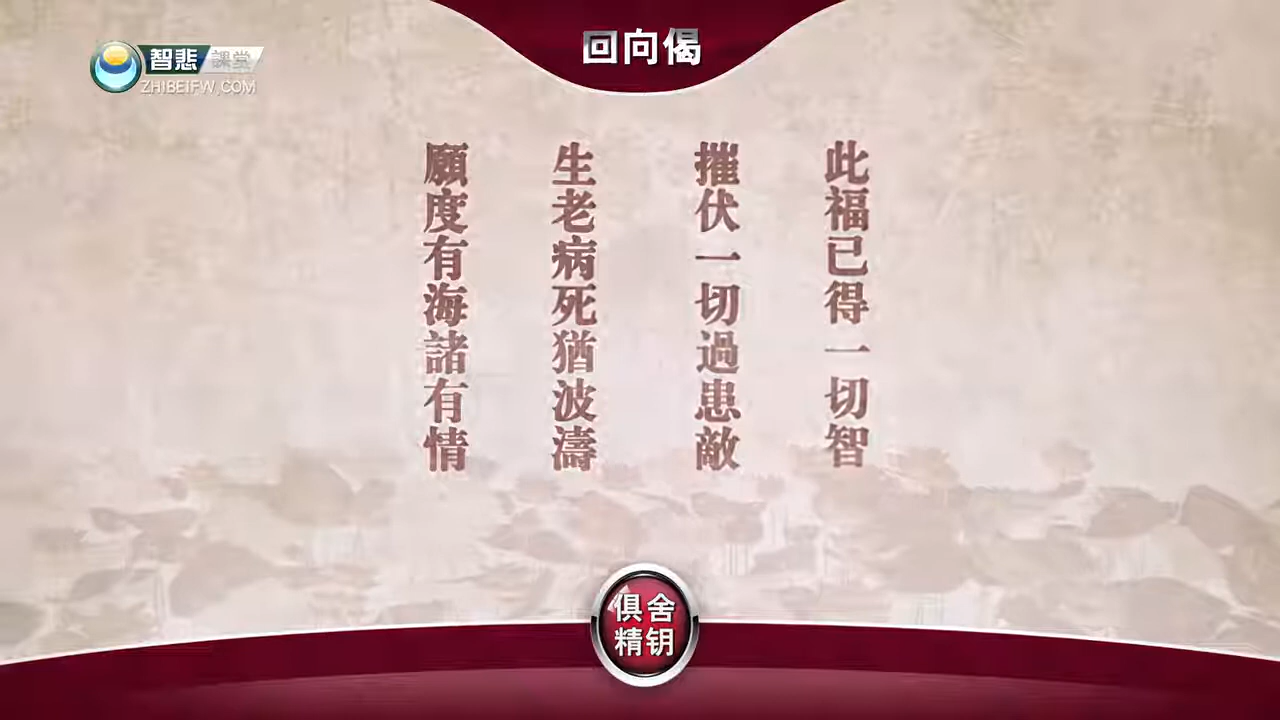 回向偈
智悲課堂
ZHIBEIFW.COM
此福已得一切智
摧伏一切過患敵
生老病死猶波濤
願度有海諸有情
俱舍
精钥